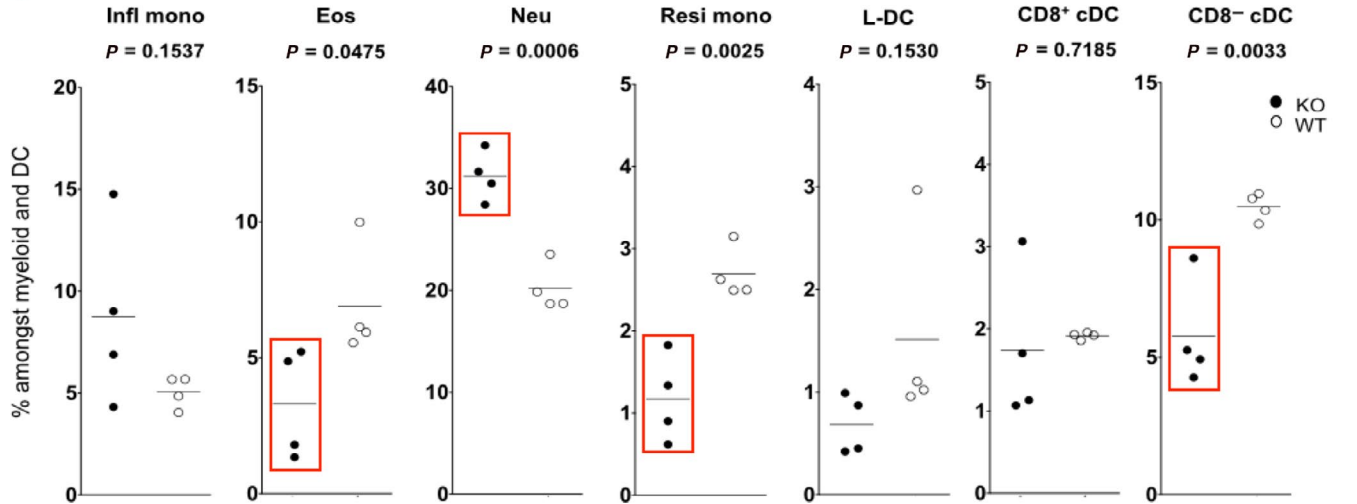 Infl mono
P = 0.1537
20
15
10
5
0
Eos
P = 0.0475
15
10
5
0
Neu
P = 0.0006
40
30
20
10
0
Resi mono
P = 0.0025
5
4
3
2
1
0
L-DC
P = 0.1530
4
3
2
1
0
CD8⁺ cDC
P = 0.7185
5
4
3
2
1
0
CD8⁻ cDC
P = 0.0033
15
10
5
0
KO
WT
% amongst myeloid and DC